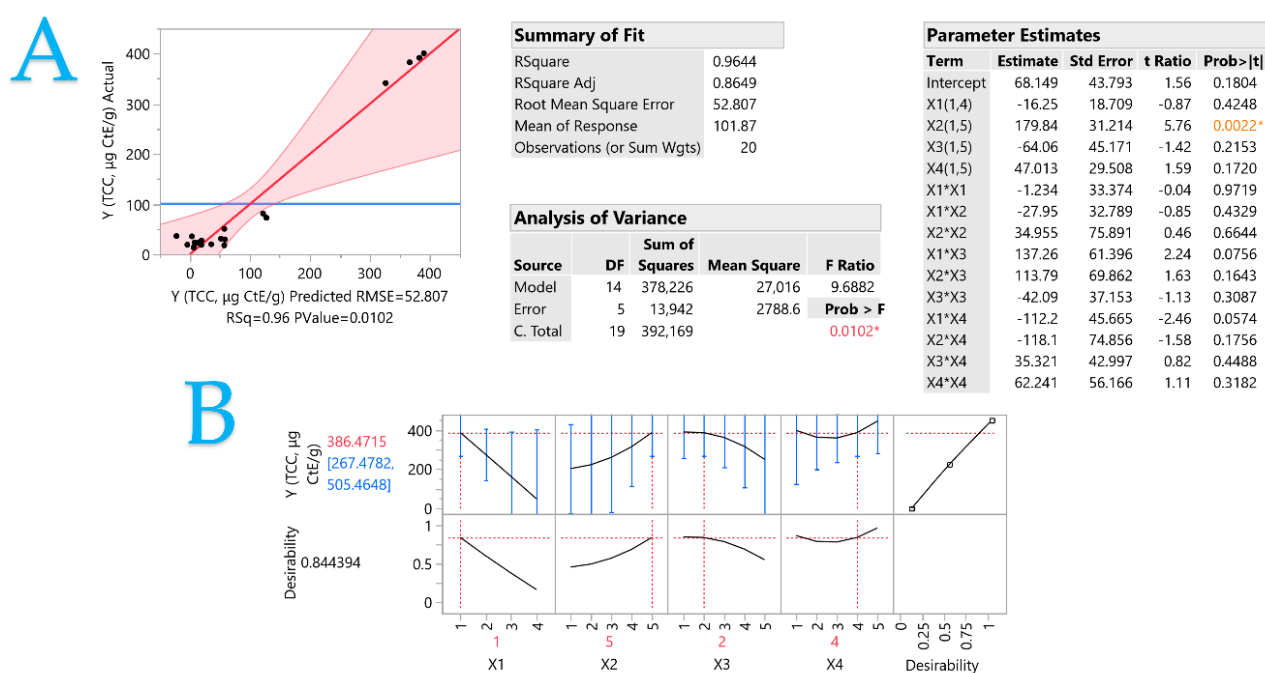 A
Y (TCC, µg CtE/g) Actual
400
300
200
100
0
0 100 200 300 400
Y (TCC, µg CtE/g) Predicted RMSE=52.807
RSq=0.96 PValue=0.0102
Summary of Fit
RSquare 0.9644
RSquare Adj 0.8649
Root Mean Square Error 52.807
Mean of Response 101.87
Observations (or Sum Wgts) 20
Analysis of Variance
Sum of
Source DF Squares Mean Square F Ratio
Model 14 378,226 27,016 9.6882
Error 5 13,942 2788.6 Prob > F
C. Total 19 392,169 0.0102*
Parameter Estimates
Term Estimate Std Error t Ratio Prob>|t|
Intercept 68.149 43.793 1.56 0.1804
X1(1,4) -16.25 18.709 -0.87 0.4248
X2(1,5) 179.84 31.214 5.76 0.0022*
X3(1,5) -64.06 45.171 -1.42 0.2153
X4(1,5) 47.013 29.508 1.59 0.1720
X1*X1 -1.234 33.374 -0.04 0.9719
X1*X2 -27.95 32.789 -0.85 0.4329
X2*X2 34.955 75.891 0.46 0.6644
X1*X3 137.26 61.396 2.24 0.0756
X2*X3 113.79 69.862 1.63 0.1643
X3*X3 -42.09 37.153 -1.13 0.3087
X1*X4 -112.2 45.665 -2.46 0.0574
X2*X4 -118.1 74.856 -1.58 0.1756
X3*X4 35.321 42.997 0.82 0.4488
X4*X4 62.241 56.166 1.11 0.3182
B
Y (TCC, µg
CtE/g)
386.4715
[267.4782,
505.4648]
400
200
0
Desirability
0.844394
1
0.5
0
1 2 3 4 1 2 3 4 5 1 2 3 4 5 1 2 3 4 5 0 0.25 0.5 0.75 1
1 5 2 4
X1 X2 X3 X4 Desirability